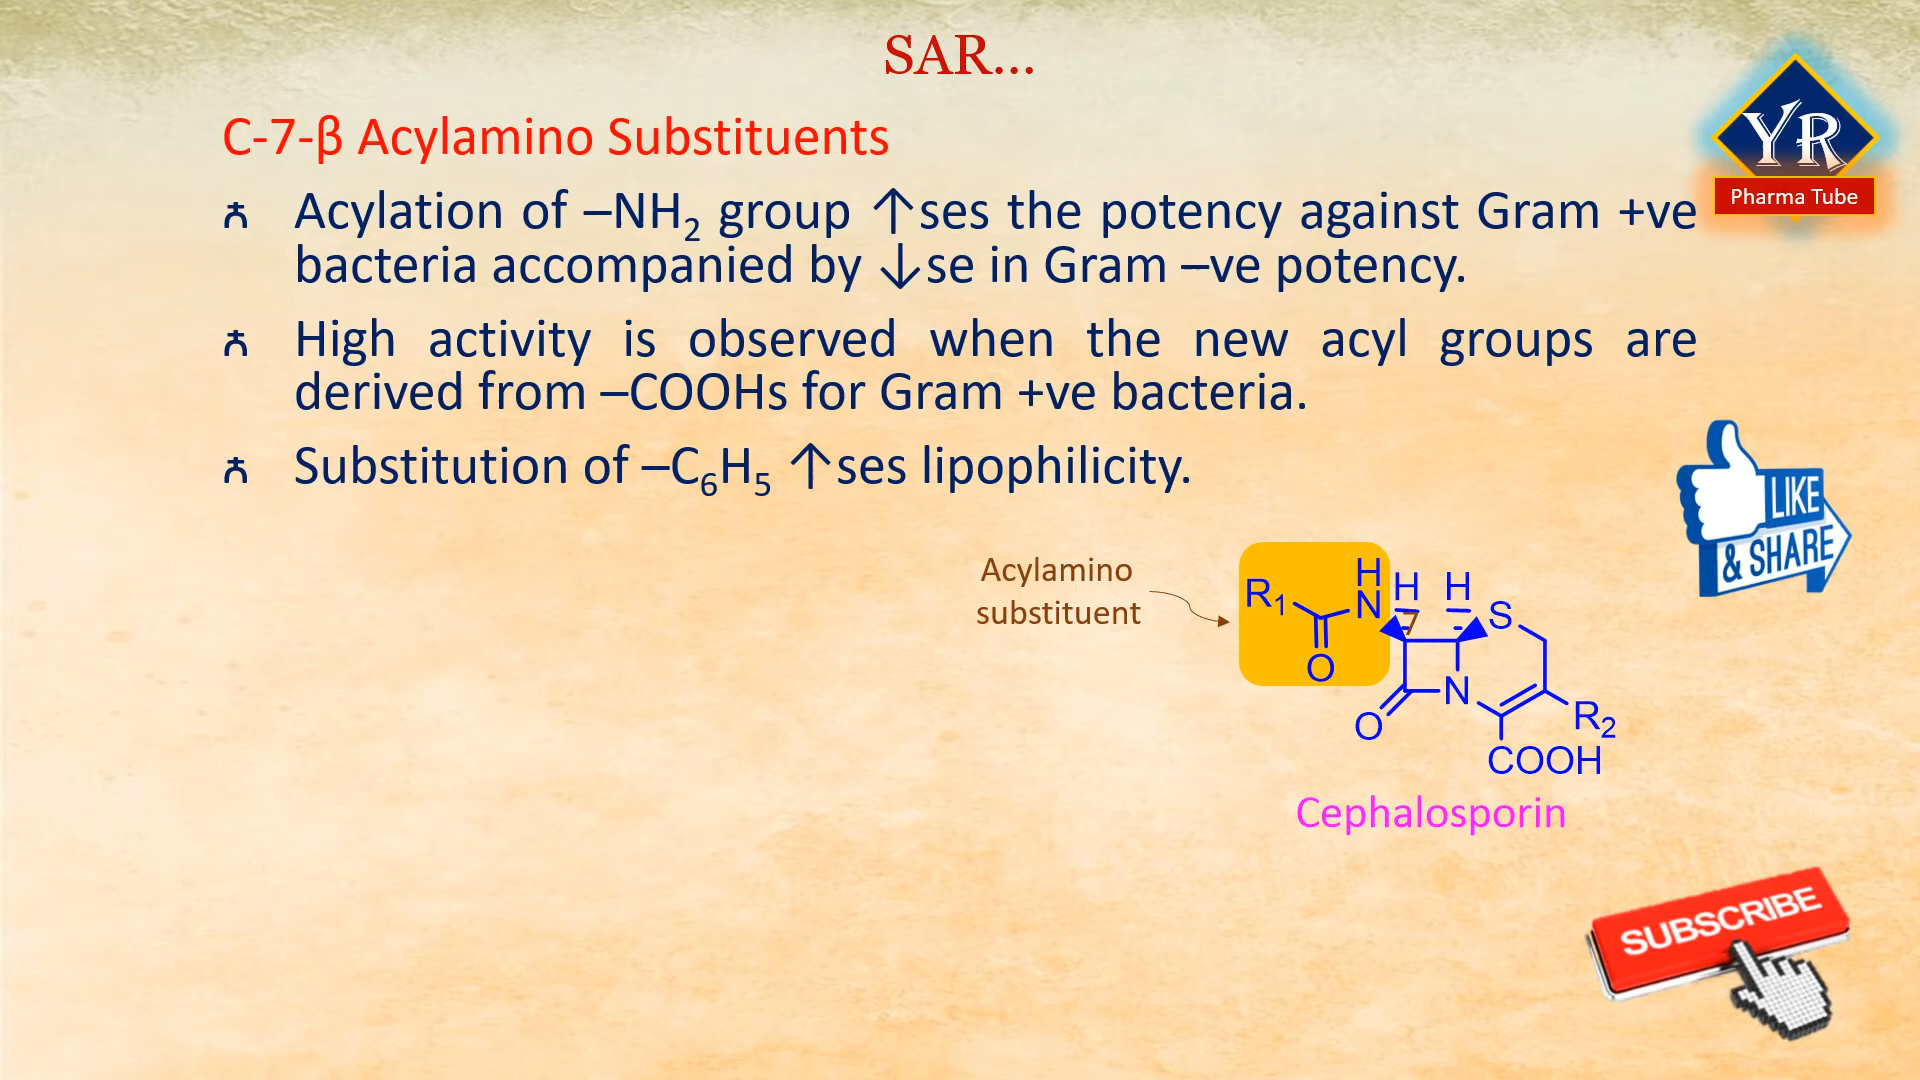 SAR...
YR
Pharma Tube
C-7-β Acylamino Substituents
Acylation of –NH₂ group ↑ses the potency against Gram +ve
bacteria accompanied by ↓se in Gram –ve potency.
High activity is observed when the new acyl groups are
derived from –COOHs for Gram +ve bacteria.
Substitution of –C₆H₅ ↑ses lipophilicity.
LIKE
& SHARE
Acylamino
substituent
R₁
H
N
O
H
H
7
S
N
O
R₂
COOH
Cephalosporin
SUBSCRIBE